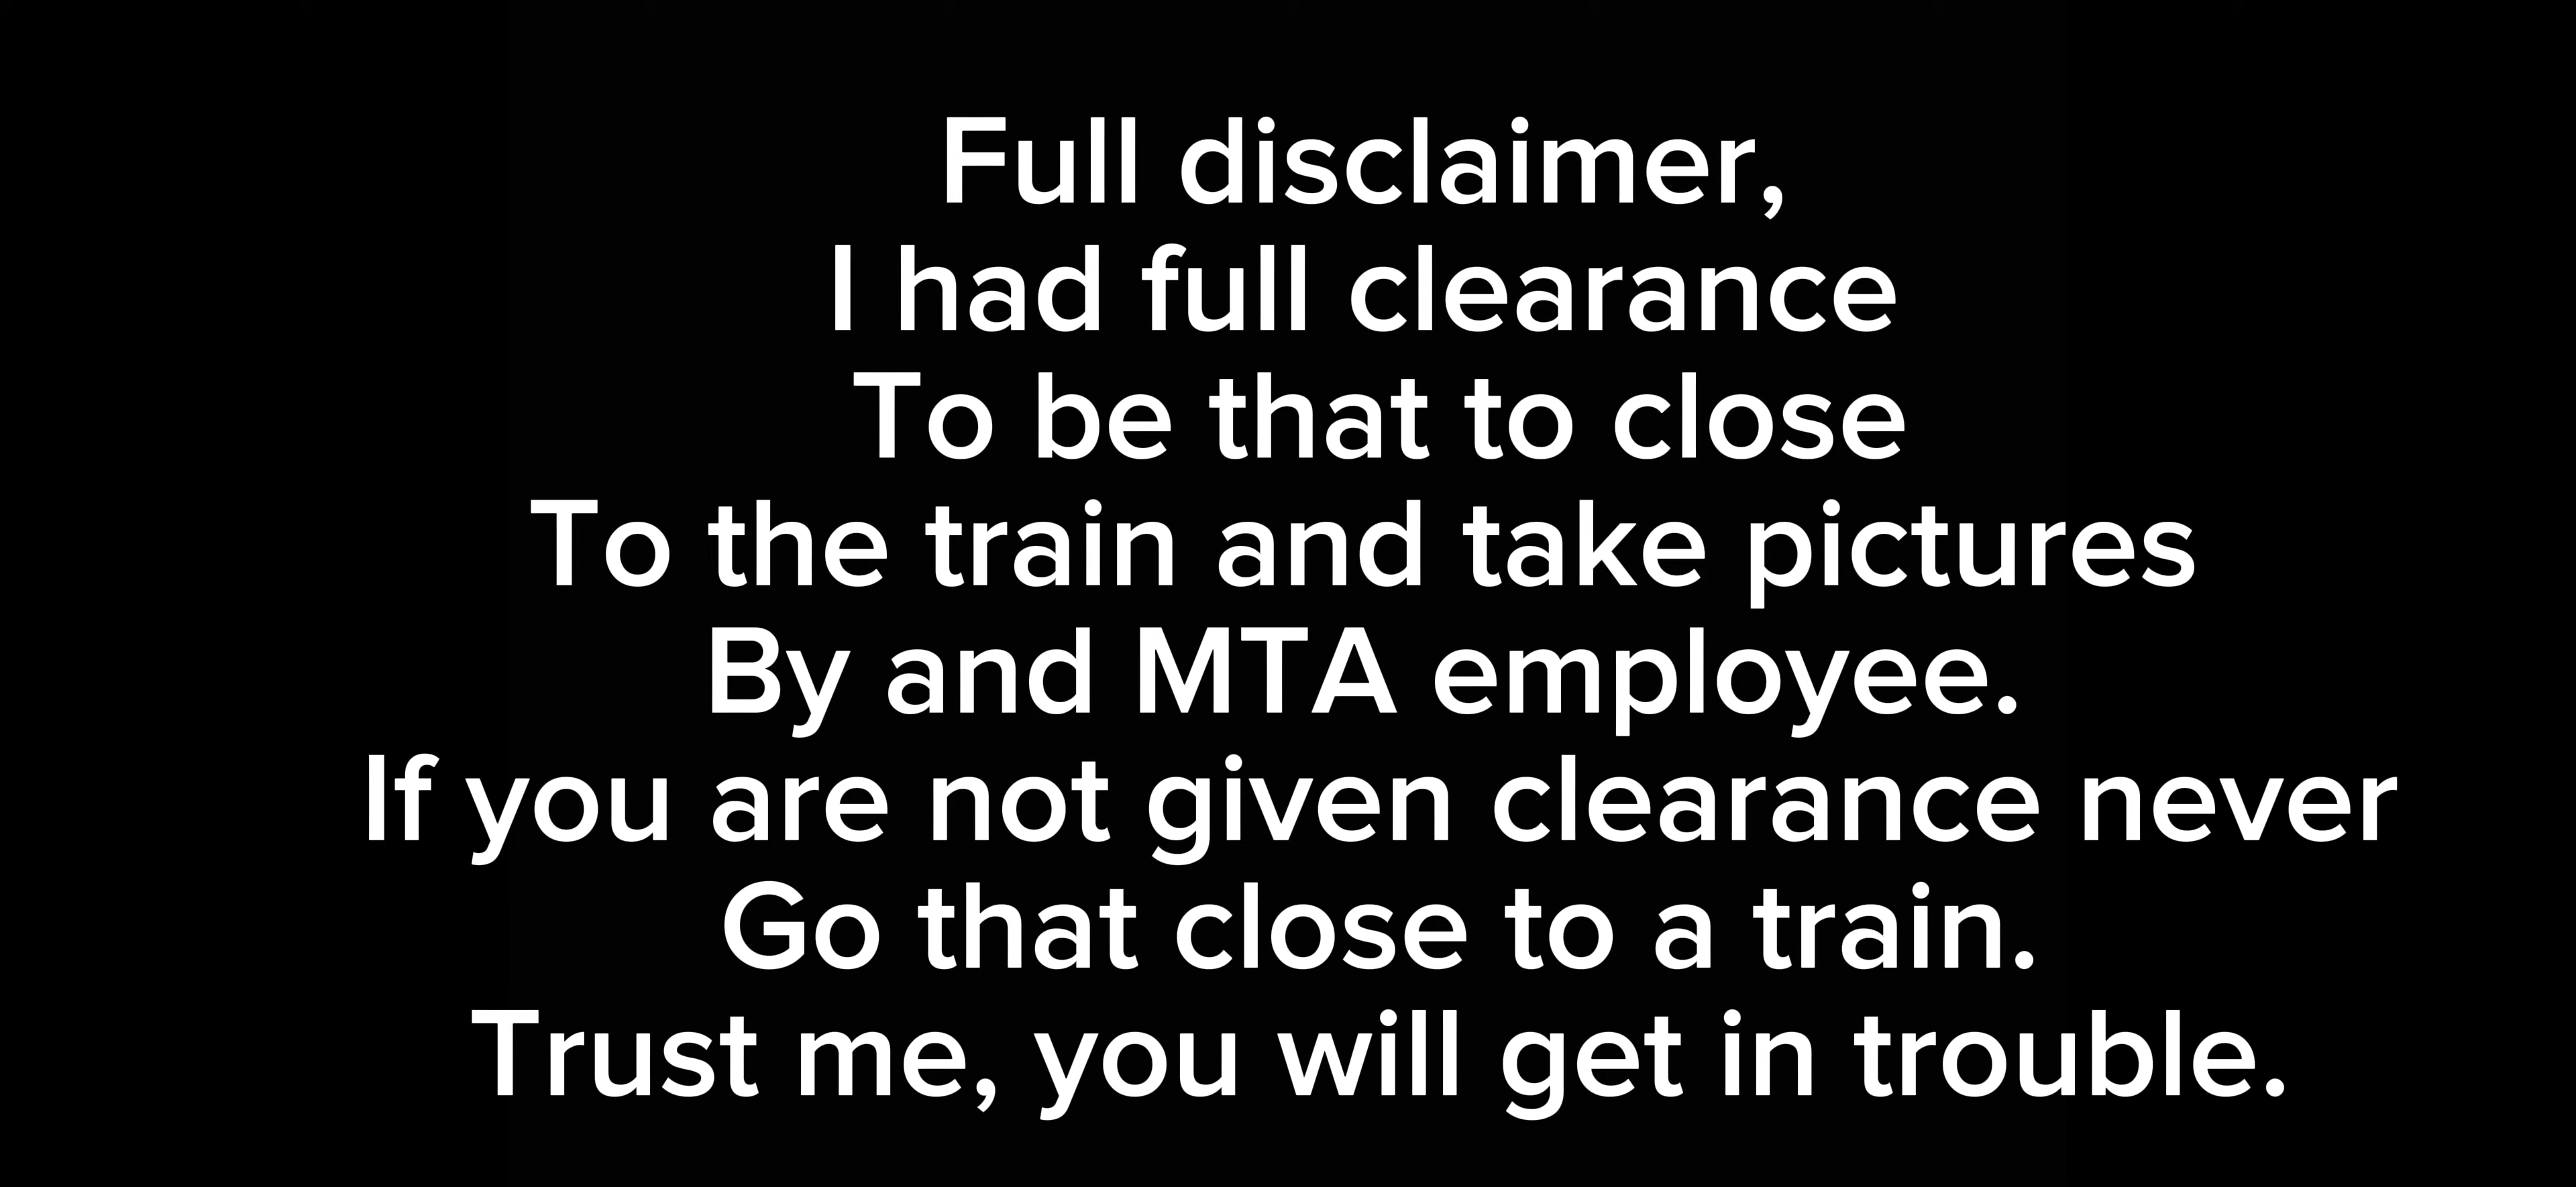 Full disclaimer,
I had full clearance
To be that to close
To the train and take pictures
By and MTA employee.
If you are not given clearance never
Go that close to a train.
Trust me, you will get in trouble.